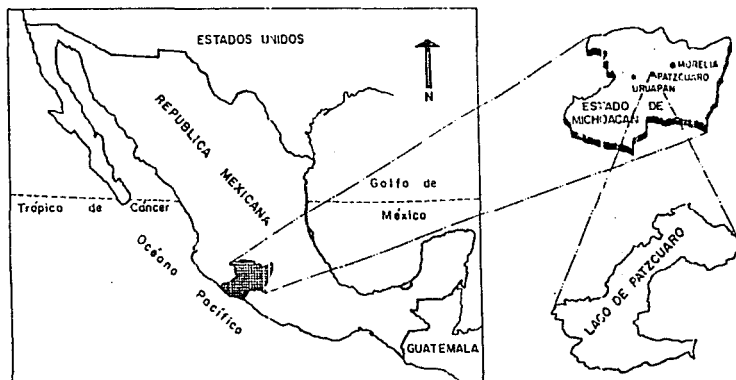 ESTADOS UNIDOS
N
REPUBLICA MEXICANA
Golfo de
México
Trópico de Cáncer
Océano Pacífico
GUATEMALA
MORELIA
PATZCUARO
URUAPAN
ESTADO DE
MICHOACAN
LAGO DE PATZCUARO